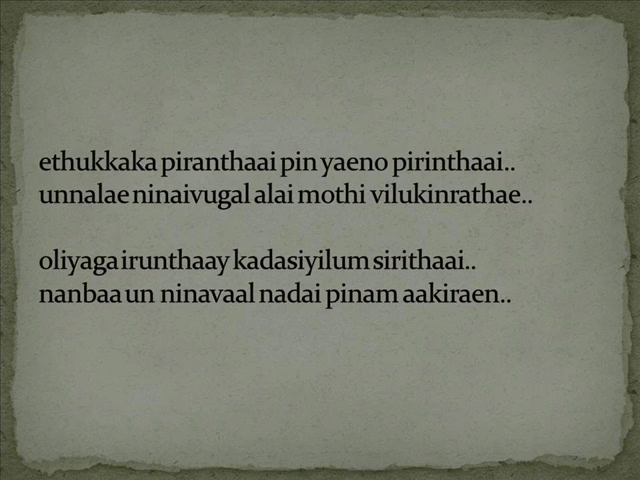 ethukkaka piranthaai pin yaeno pirinthaai..
unnalae ninaivugal alai mothi vilukinrathae..
oliyaga irunthaay kadasiyilum sirithaai..
nanbaa un ninavaal nadai pinam aakiraen..